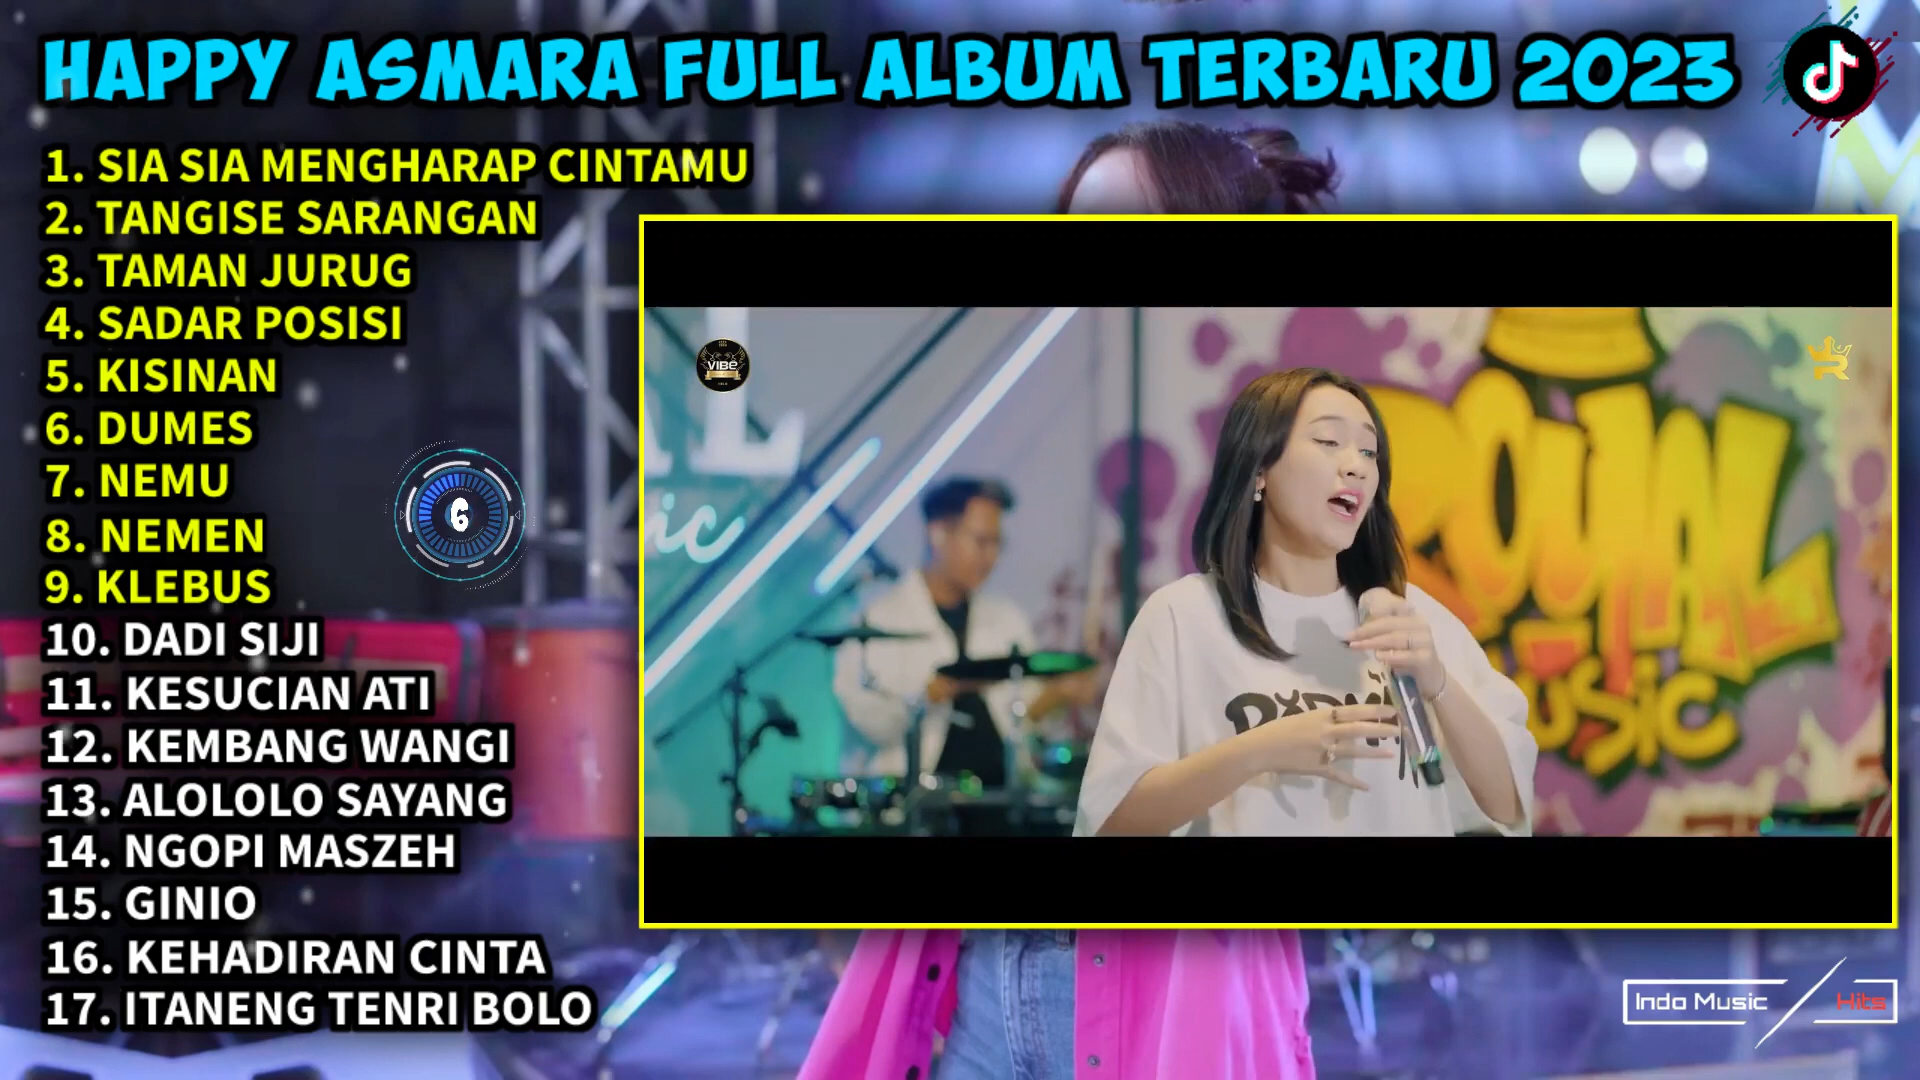 HAPPY ASMARA FULL ALBUM TERBARU 2023
1. SIA SIA MENGHARAP CINTAMU
2. TANGISE SARANGAN
3. TAMAN JURUG
4. SADAR POSISI
5. KISINAN
6. DUMES
7. NEMU
8. NEMEN
9. KLEBUS
10. DADI SIJI
11. KESUCIAN ATI
12. KEMBANG WANGI
13. ALOLOLO SAYANG
14. NGOPI MASZEH
15. GINIO
16. KEHADIRAN CINTA
17. ITANENG TENRI BOLO
6
VIBE
ROYAL
MUSIC
Indo Music Hits